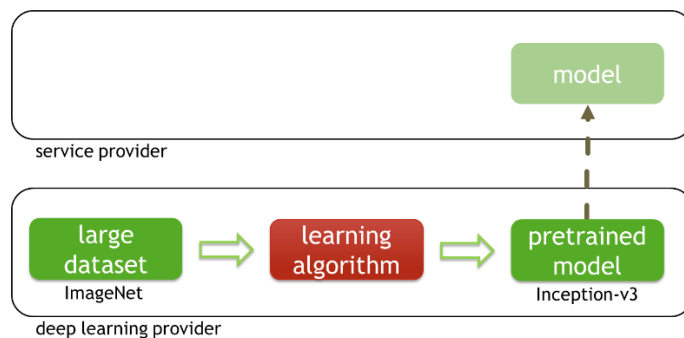 model
service provider
large
dataset
ImageNet
learning
algorithm
pretrained
model
Inception-v3
deep learning provider